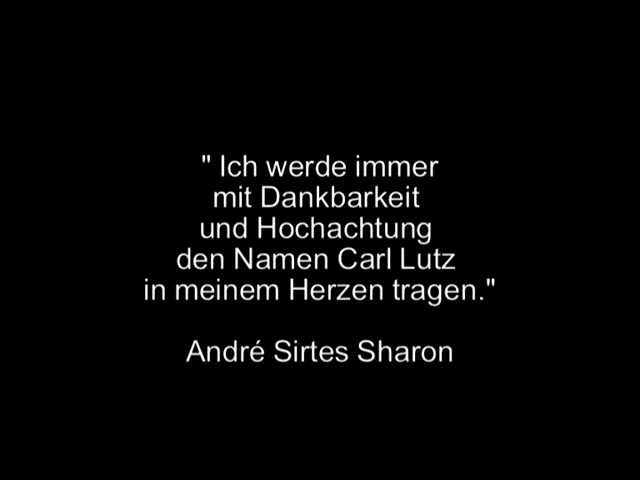 " Ich werde immer
mit Dankbarkeit
und Hochachtung
den Namen Carl Lutz
in meinem Herzen tragen."
André Sirtes Sharon